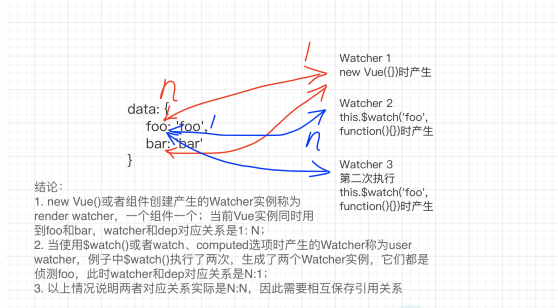 1
Watcher 1
new Vue({})时产生
n
data: {
foo: 'foo',
1
bar: 'bar'
}
Watcher 2
this.$watch('foo',
function(){})时产生
n
Watcher 3
第二次执行
this.$watch('foo',
function(){})时产生
结论：
1. new Vue()或者组件创建产生的Watcher实例称为
render watcher，一个组件一个；当前Vue实例同时用
到foo和bar，watcher和dep对应关系是1: N；
2. 当使用$watch()或者watch、computed选项时产生的Watcher称为user
watcher，例子中$watch()执行了两次，生成了两个Watcher实例，它们都是
侦测foo，此时watcher和dep对应关系是N:1；
3. 以上情况说明两者对应关系实际是N:N，因此需要相互保存引用关系